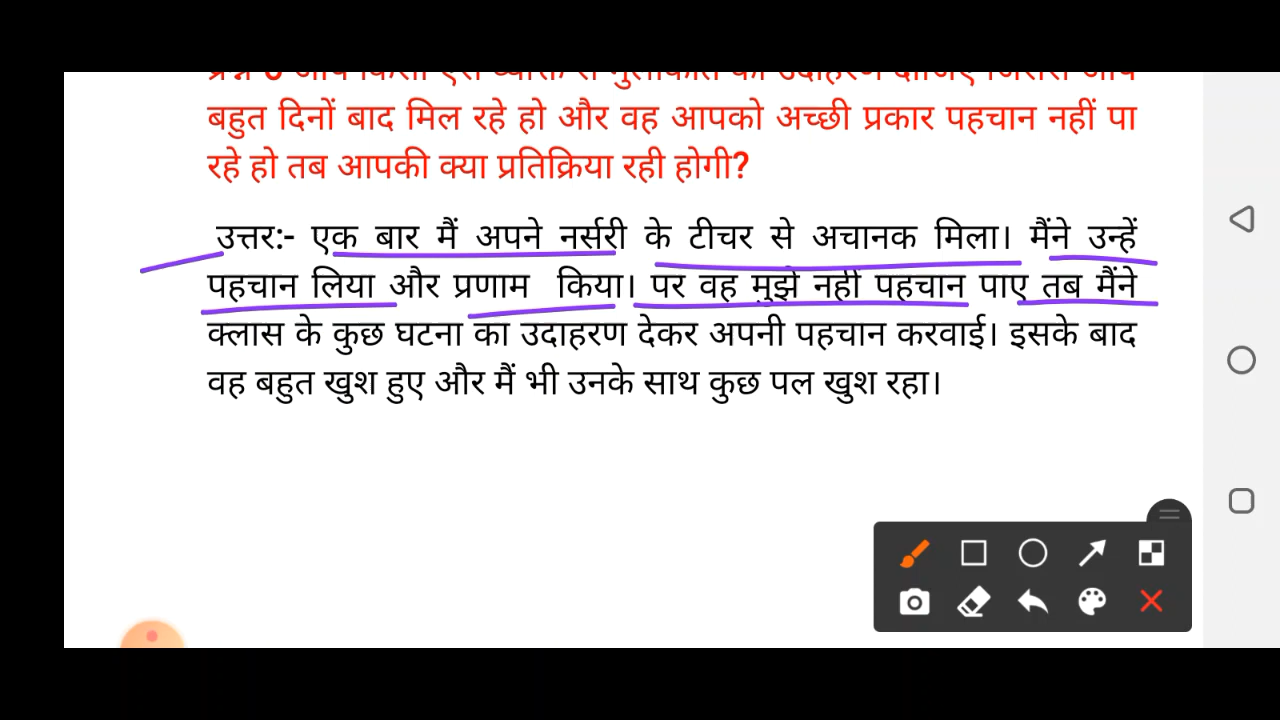 बहुत दिनों बाद मिल रहे हो और वह आपको अच्छी प्रकार पहचान नहीं पा
रहे हो तब आपकी क्या प्रतिक्रिया रही होगी?
उत्तर:- एक बार मैं अपने नर्सरी के टीचर से अचानक मिला। मैंने उन्हें
पहचान लिया और प्रणाम किया। पर वह मुझे नहीं पहचान पाए तब मैंने
क्लास के कुछ घटना का उदाहरण देकर अपनी पहचान करवाई। इसके बाद
वह बहुत खुश हुए और मैं भी उनके साथ कुछ पल खुश रहा।